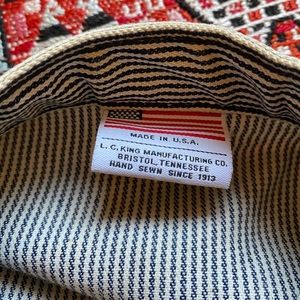 MADE IN U.S.A.
L.C. KING MANUFACTURING CO.
BRISTOL, TENNESSEE
HAND SEWN SINCE 1913